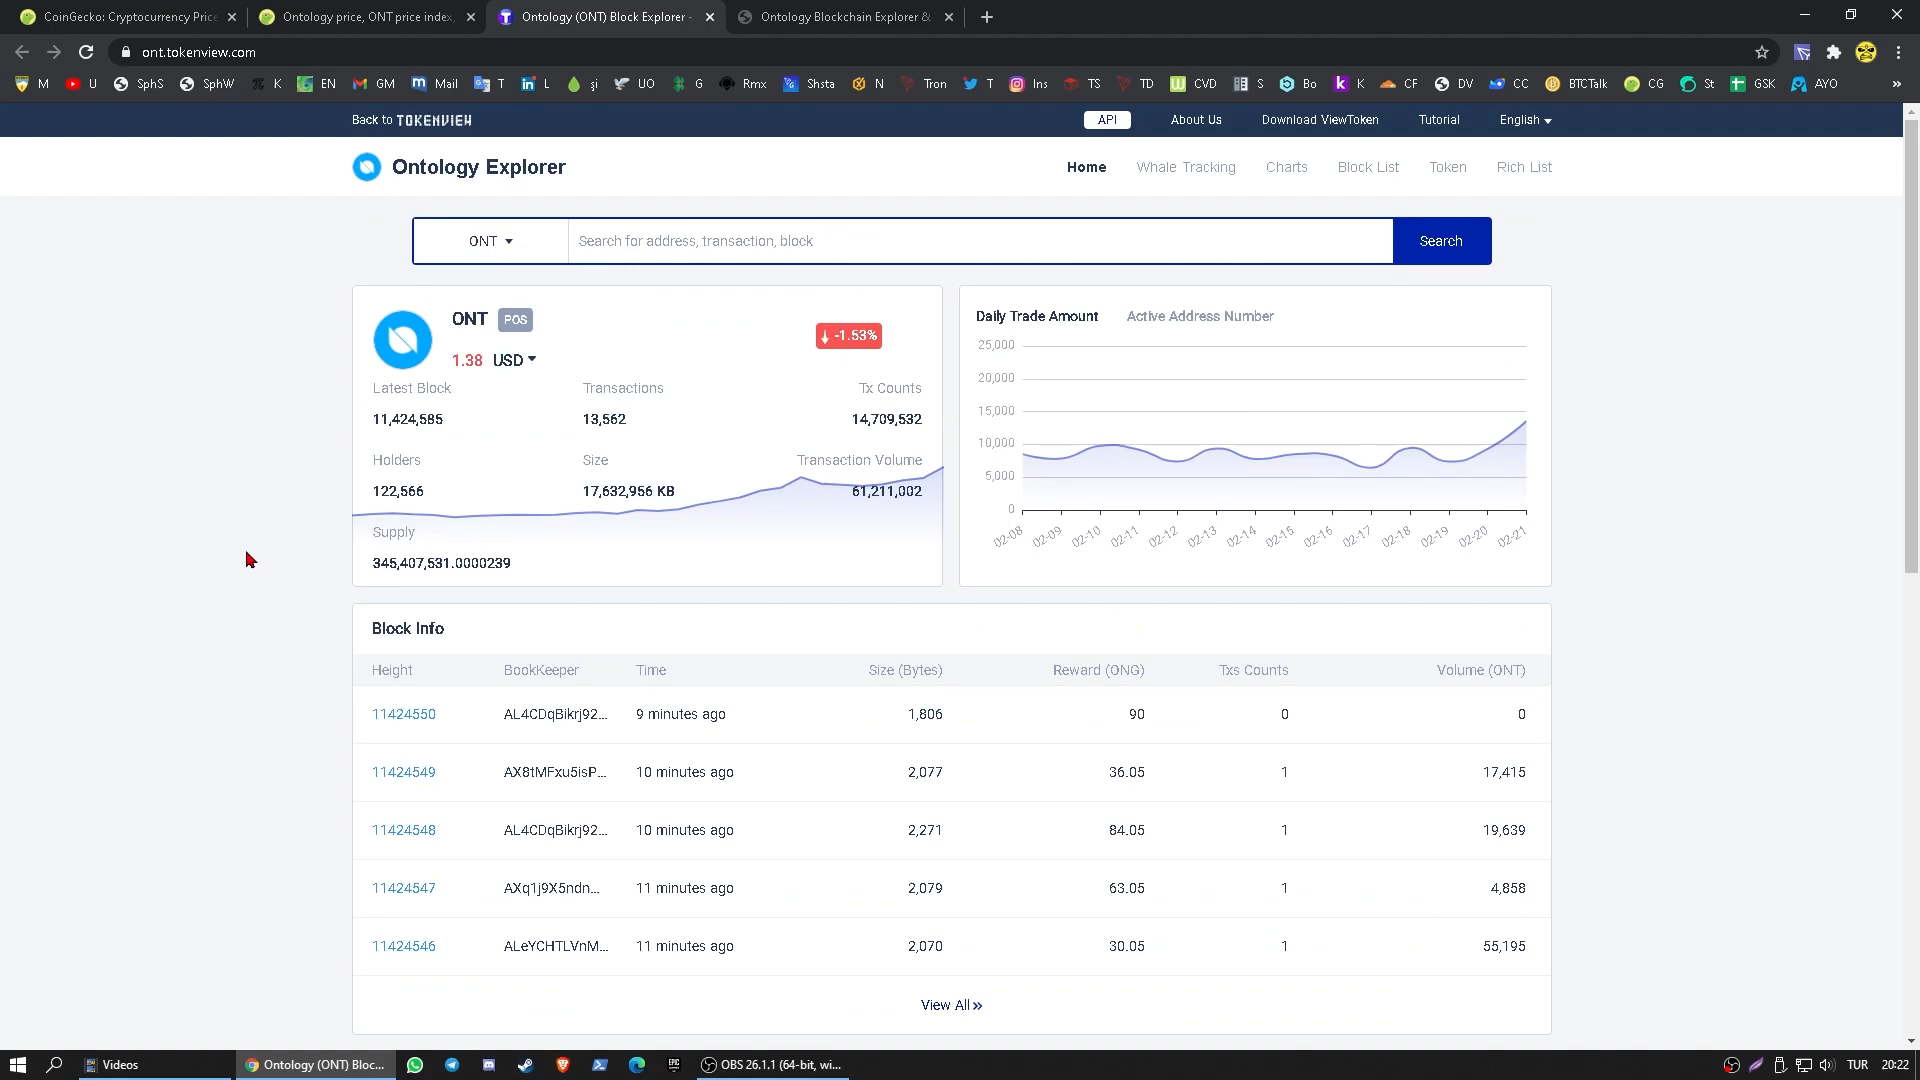 CoinGecko: Cryptocurrency Price
Ontology price, ONT price index,
Ontology (ONT) Block Explorer -
Ontology Blockchain Explorer &
ont.tokenview.com
M U SphS SphW K EN GM Mail T L şi UO G Rmx Shsta N Tron T Ins TS TD CVD S Bo K CF DV CC BTCTalk CG St GSK AYO »
Back to TOKENVIEW
API About Us Download ViewToken Tutorial English
Ontology Explorer
Home Whale Tracking Charts Block List Token Rich List
ONT Search for address, transaction, block Search
ONT POS
↓ -1.53%
1.38 USD
Latest Block Transactions Tx Counts
11,424,585 13,562 14,709,532
Holders Size Transaction Volume
122,566 17,632,956 KB 61,211,002
Supply
345,407,531.0000239
Daily Trade Amount Active Address Number
25,000
20,000
15,000
10,000
5,000
0
02-08 02-09 02-10 02-11 02-12 02-13 02-14 02-15 02-16 02-17 02-18 02-19 02-20 02-21
Block Info
Height BookKeeper Time Size (Bytes) Reward (ONG) Txs Counts Volume (ONT)
11424550 AL4CDqBikrj92... 9 minutes ago 1,806 90 0 0
11424549 AX8tMFxu5isP... 10 minutes ago 2,077 36.05 1 17,415
11424548 AL4CDqBikrj92... 10 minutes ago 2,271 84.05 1 19,639
11424547 AXq1j9X5ndn... 11 minutes ago 2,079 63.05 1 4,858
11424546 ALeYCHTLVnM... 11 minutes ago 2,070 30.05 1 55,195
View All »
Videos
Ontology (ONT) Bloc...
EPIC
OBS 26.1.1 (64-bit, wi...
TUR 20:22